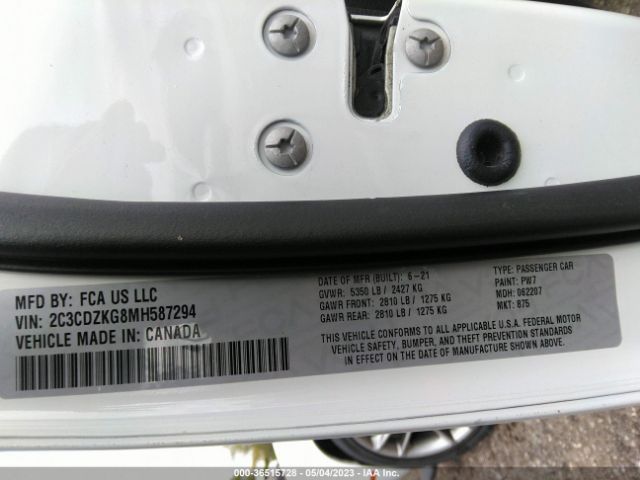 MFD BY: FCA US LLC
VIN: 2C3CDZKG8MH587294
VEHICLE MADE IN: CANADA
DATE OF MFR (BUILT): 6-21
GVWR: 5350 LB / 2427 KG
GAWR FRONT: 2810 LB / 1275 KG
GAWR REAR: 2810 LB / 1275 KG
TYPE: PASSENGER CAR
PAINT: PW7
MDH: 062207
MKT: 875
THIS VEHICLE CONFORMS TO ALL APPLICABLE U.S.A. FEDERAL MOTOR
VEHICLE SAFETY, BUMPER, AND THEFT PREVENTION STANDARDS
IN EFFECT ON THE DATE OF MANUFACTURE SHOWN ABOVE.
000-36515728 - 05/04/2023 - IAA Inc.